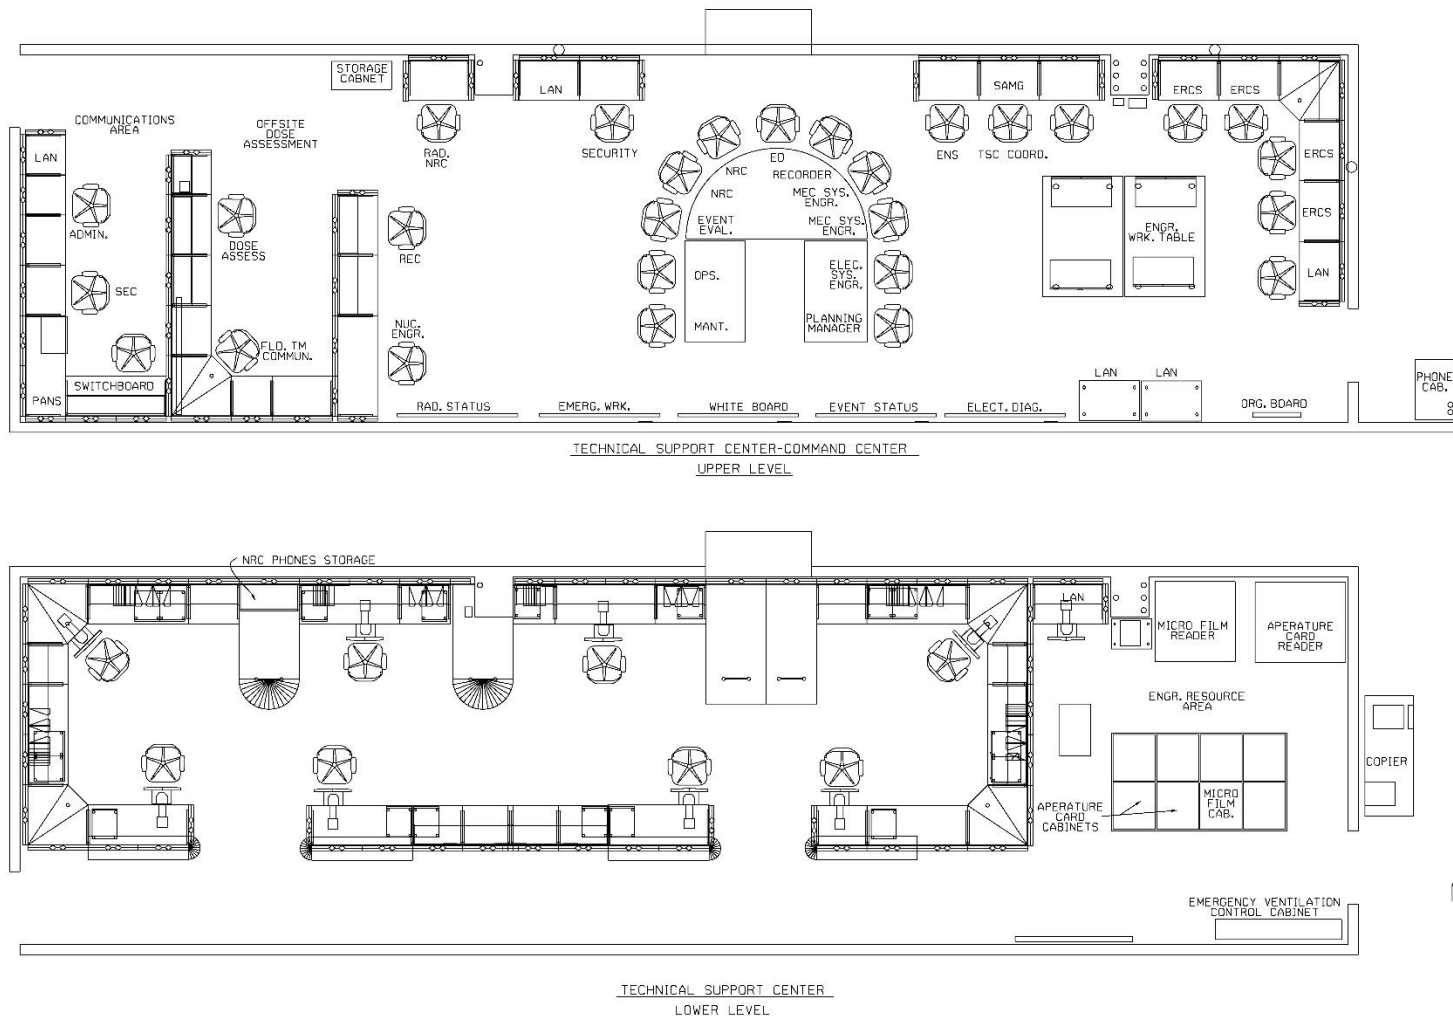 STORAGE
CABNET
COMMUNICATIONS
AREA
OFFSITE
DOSE
ASSESSMENT
LAN
ADMIN.
SEC
PANS
SWITCHBOARD
DOSE
ASSESS
FLD. TM
COMMUN.
REC
NUC.
ENGR.
RAD.
NRC
LAN
SECURITY
ED
RECORDER
NRC
NRC
MEC SYS.
ENGR.
EVENT
EVAL.
MEC SYS.
ENGR.
OPS.
ELEC.
SYS.
ENGR.
MANT.
PLANNING
MANAGER
SAMG
ENS
TSC COORD.
ERCS
ERCS
ERCS
ERCS
LAN
ENGR.
WRK. TABLE
LAN
LAN
ORG. BOARD
PHONE
CAB.
RAD. STATUS
EMERG. WRK.
WHITE BOARD
EVENT STATUS
ELECT. DIAG.
TECHNICAL SUPPORT CENTER-COMMAND CENTER
UPPER LEVEL
NRC PHONES STORAGE
LAN
MICRO FILM
READER
APERATURE
CARD
READER
ENGR. RESOURCE
AREA
COPIER
APERATURE
CARD
CABINETS
MICRO
FILM
CAB.
EMERGENCY VENTILATION
CONTROL CABINET
TECHNICAL SUPPORT CENTER
LOWER LEVEL